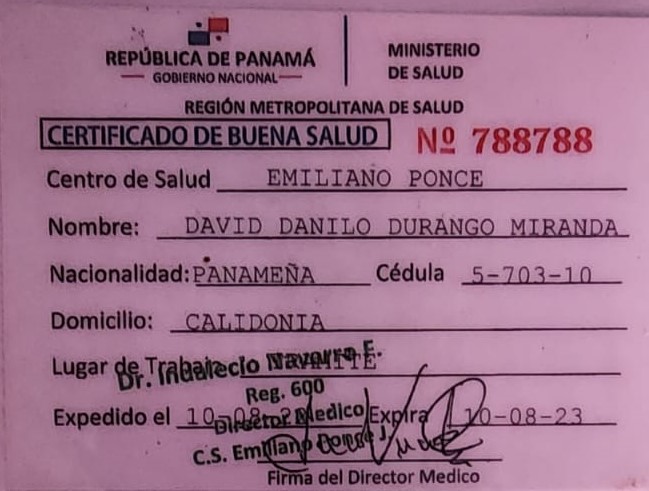 REPÚBLICA DE PANAMÁ
GOBIERNO NACIONAL
MINISTERIO
DE SALUD
REGIÓN METROPOLITANA DE SALUD
CERTIFICADO DE BUENA SALUD Nº 788788
Centro de Salud EMILIANO PONCE
Nombre: DAVID DANILO DURANGO MIRANDA
Nacionalidad: PANAMEÑA Cédula 5-703-10
Domicilio: CALIDONIA
Lugar de Trabajo
Dr. Indalecio Navarro E.
Reg. 600
Expedido el 10-08-2 Expira 10-08-23
Director Medico
C.S. Emiliano Ponce J.
Firma del Director Medico